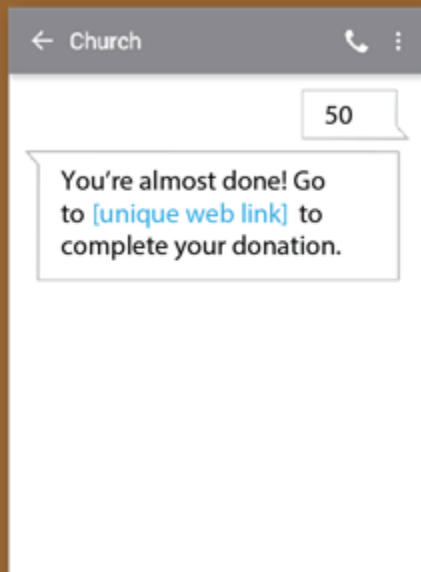 Church
50
You're almost done! Go
to [unique web link] to
complete your donation.